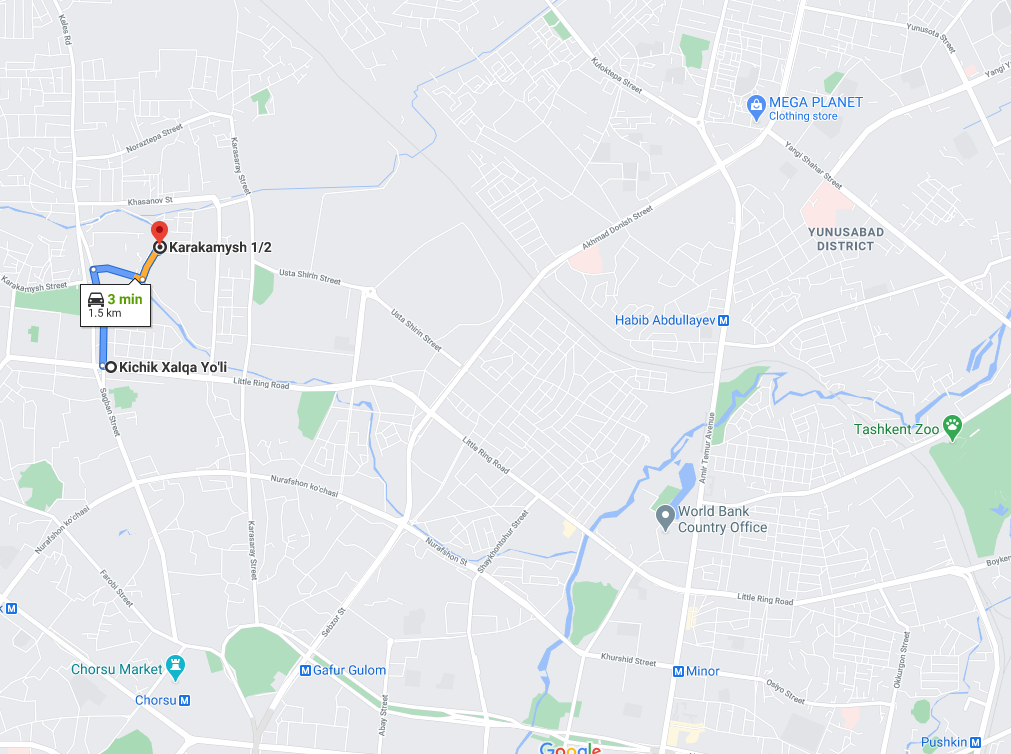 Keles Rd
Yunusota Street
Yangi Y
Kuloktepa Street
MEGA PLANET
Clothing store
Noraztepa Street
Karasaray Street
Yangi Shahar Street
Khasanov St
Akhmad Donish Street
YUNUSABAD
DISTRICT
Karakamysh 1/2
Usta Shirin Street
Karakamysh Street
3 min
1.5 km
Usta Shirin Street
Habib Abdullayev M
Kichik Xalqa Yo'li
Little Ring Road
Sagban Street
Amir Temur Avenue
Tashkent Zoo
Little Ring Road
Nurafshon ko'chasi
World Bank
Country Office
Nurafshon ko'chasi
Shaykhontohur Street
Karasaray Street
Nurafshon St
Boyken
Farobi Street
Little Ring Road
k M
Sebzor St
Okkurgon Street
Khurshid Street
Chorsu Market
M Gafur Gulom
M Minor
Osiyo Street
Chorsu M
Abay Street
Pushkin M
Google